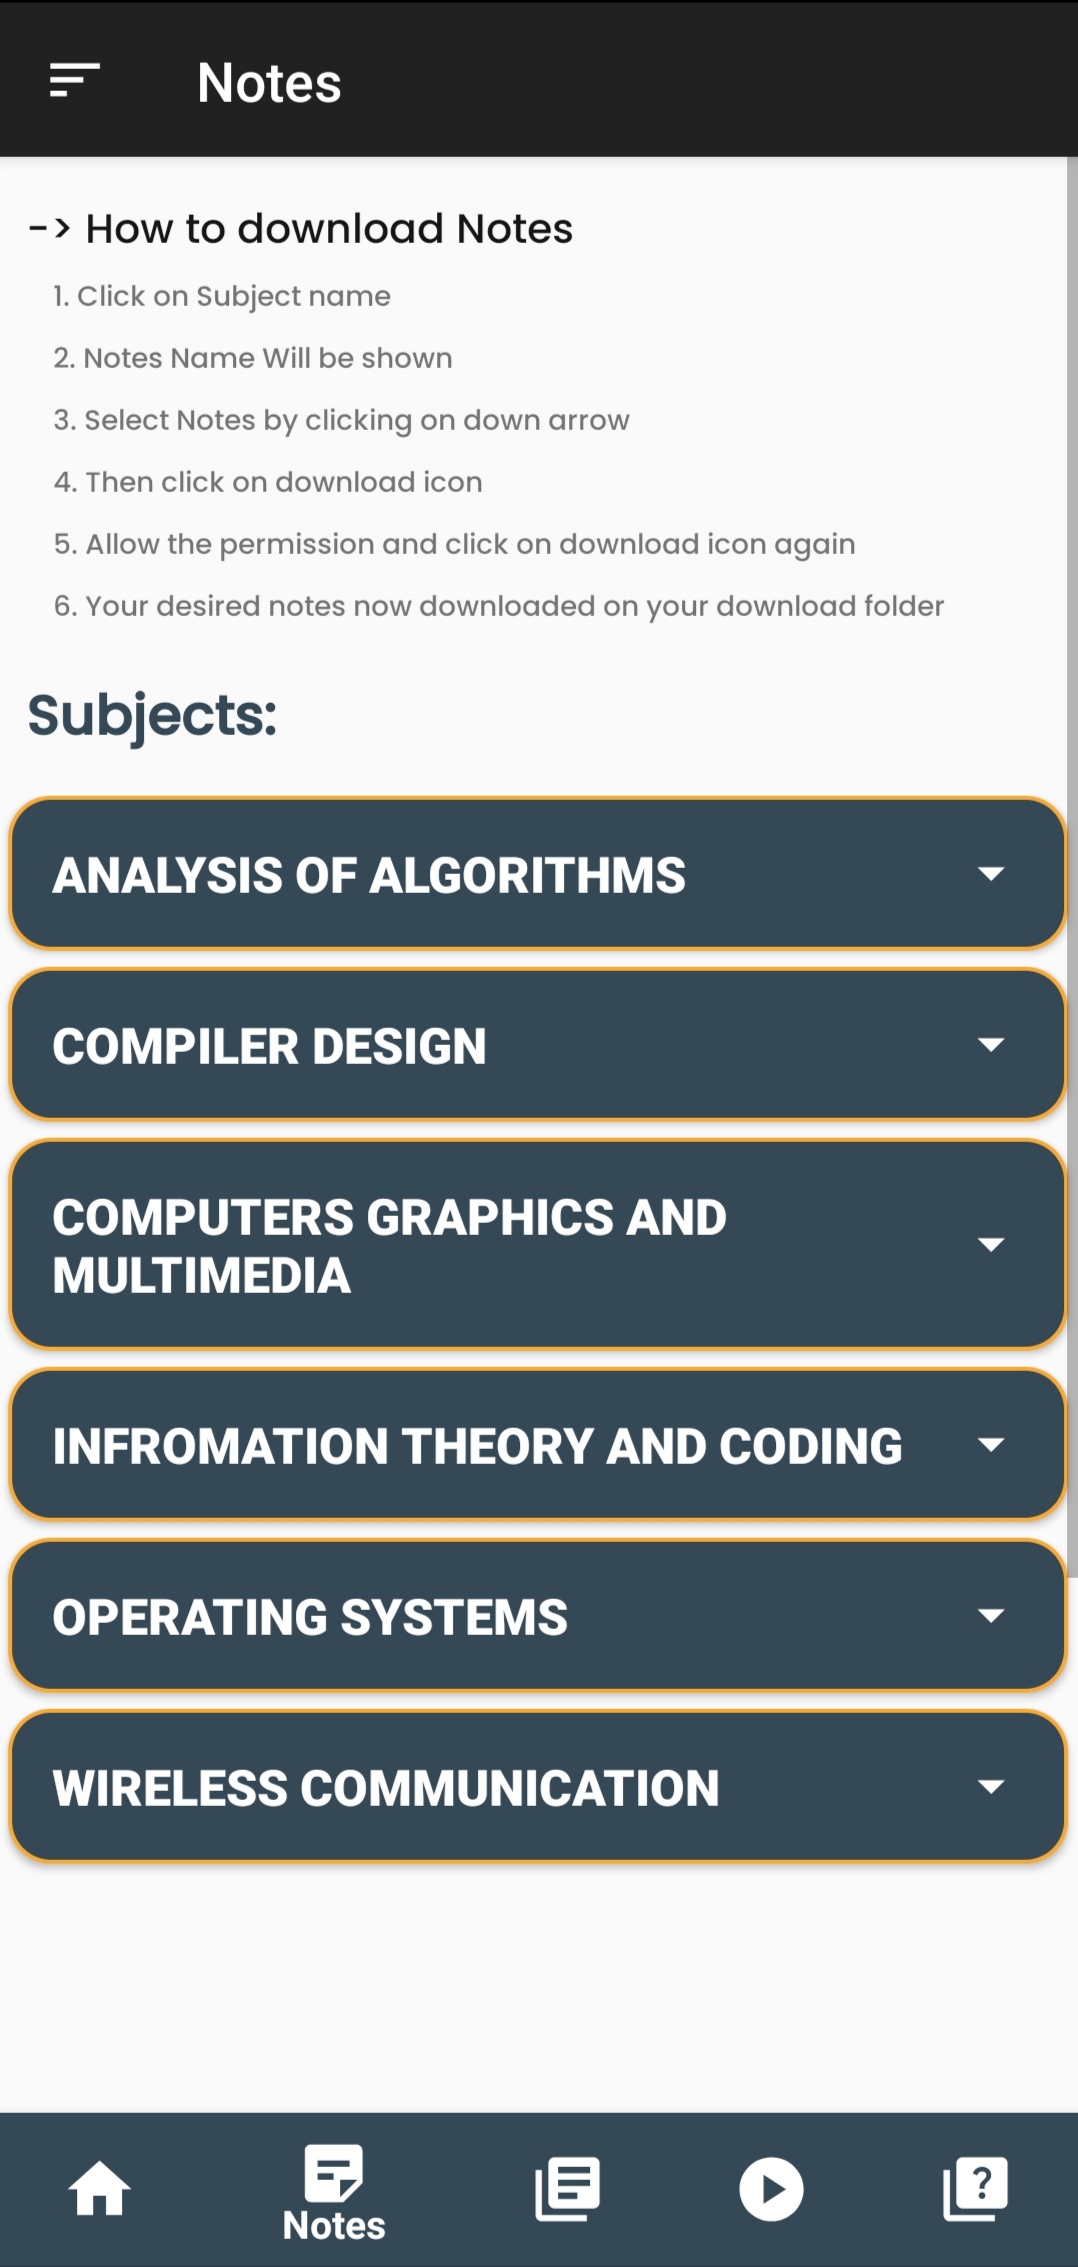 Notes
-> How to download Notes
1. Click on Subject name
2. Notes Name Will be shown
3. Select Notes by clicking on down arrow
4. Then click on download icon
5. Allow the permission and click on download icon again
6. Your desired notes now downloaded on your download folder
Subjects:
ANALYSIS OF ALGORITHMS
COMPILER DESIGN
COMPUTERS GRAPHICS AND
MULTIMEDIA
INFROMATION THEORY AND CODING
OPERATING SYSTEMS
WIRELESS COMMUNICATION
?
Notes